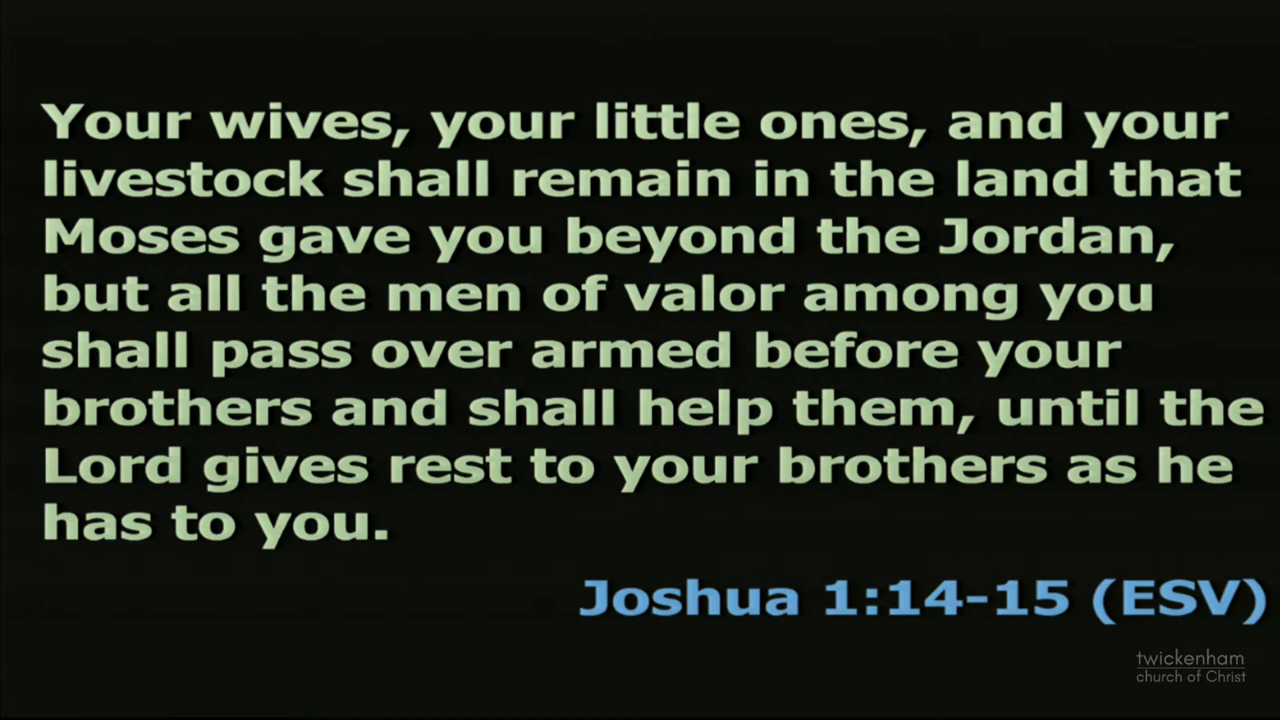 Your wives, your little ones, and your
livestock shall remain in the land that
Moses gave you beyond the Jordan,
but all the men of valor among you
shall pass over armed before your
brothers and shall help them, until the
Lord gives rest to your brothers as he
has to you.
Joshua 1:14-15 (ESV)
twickenham
church of Christ